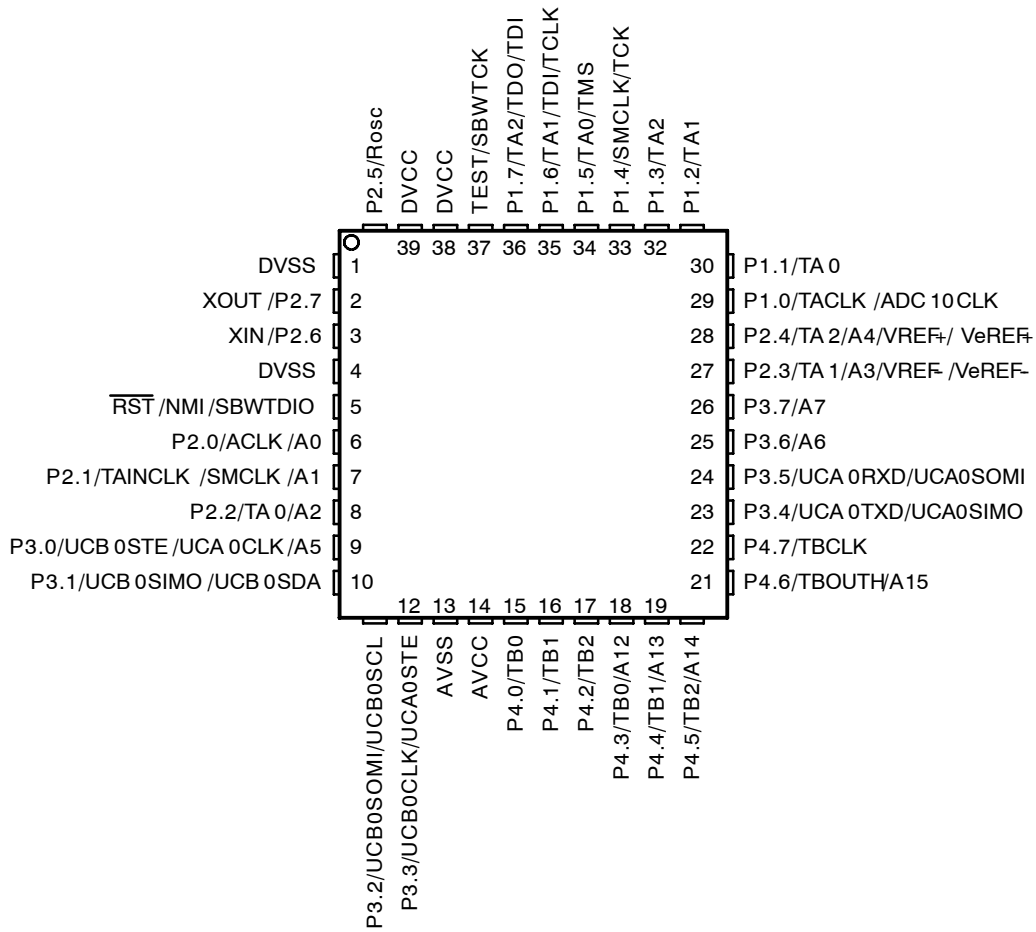 P2.5/Rosc
DVCC
DVCC
TEST/SBWTCK
P1.7/TA2/TDO/TDI
P1.6/TA1/TDI/TCLK
P1.5/TA0/TMS
P1.4/SMCLK/TCK
P1.3/TA2
P1.2/TA1
39 38 37 36 35 34 33 32
DVSS 1
XOUT/P2.7 2
XIN/P2.6 3
DVSS 4
RST/NMI/SBWTDIO 5
P2.0/ACLK/A0 6
P2.1/TAINCLK/SMCLK/A1 7
P2.2/TA0/A2 8
P3.0/UCB0STE/UCA0CLK/A5 9
P3.1/UCB0SIMO/UCB0SDA 10
30 P1.1/TA0
29 P1.0/TACLK/ADC10CLK
28 P2.4/TA2/A4/VREF+/VeREF+
27 P2.3/TA1/A3/VREF-/VeREF-
26 P3.7/A7
25 P3.6/A6
24 P3.5/UCA0RXD/UCA0SOMI
23 P3.4/UCA0TXD/UCA0SIMO
22 P4.7/TBCLK
21 P4.6/TBOUTH/A15
12 13 14 15 16 17 18 19
P3.2/UCB0SOMI/UCB0SCL
P3.3/UCB0CLK/UCA0STE
AVSS
AVCC
P4.0/TB0
P4.1/TB1
P4.2/TB2
P4.3/TB0/A12
P4.4/TB1/A13
P4.5/TB2/A14